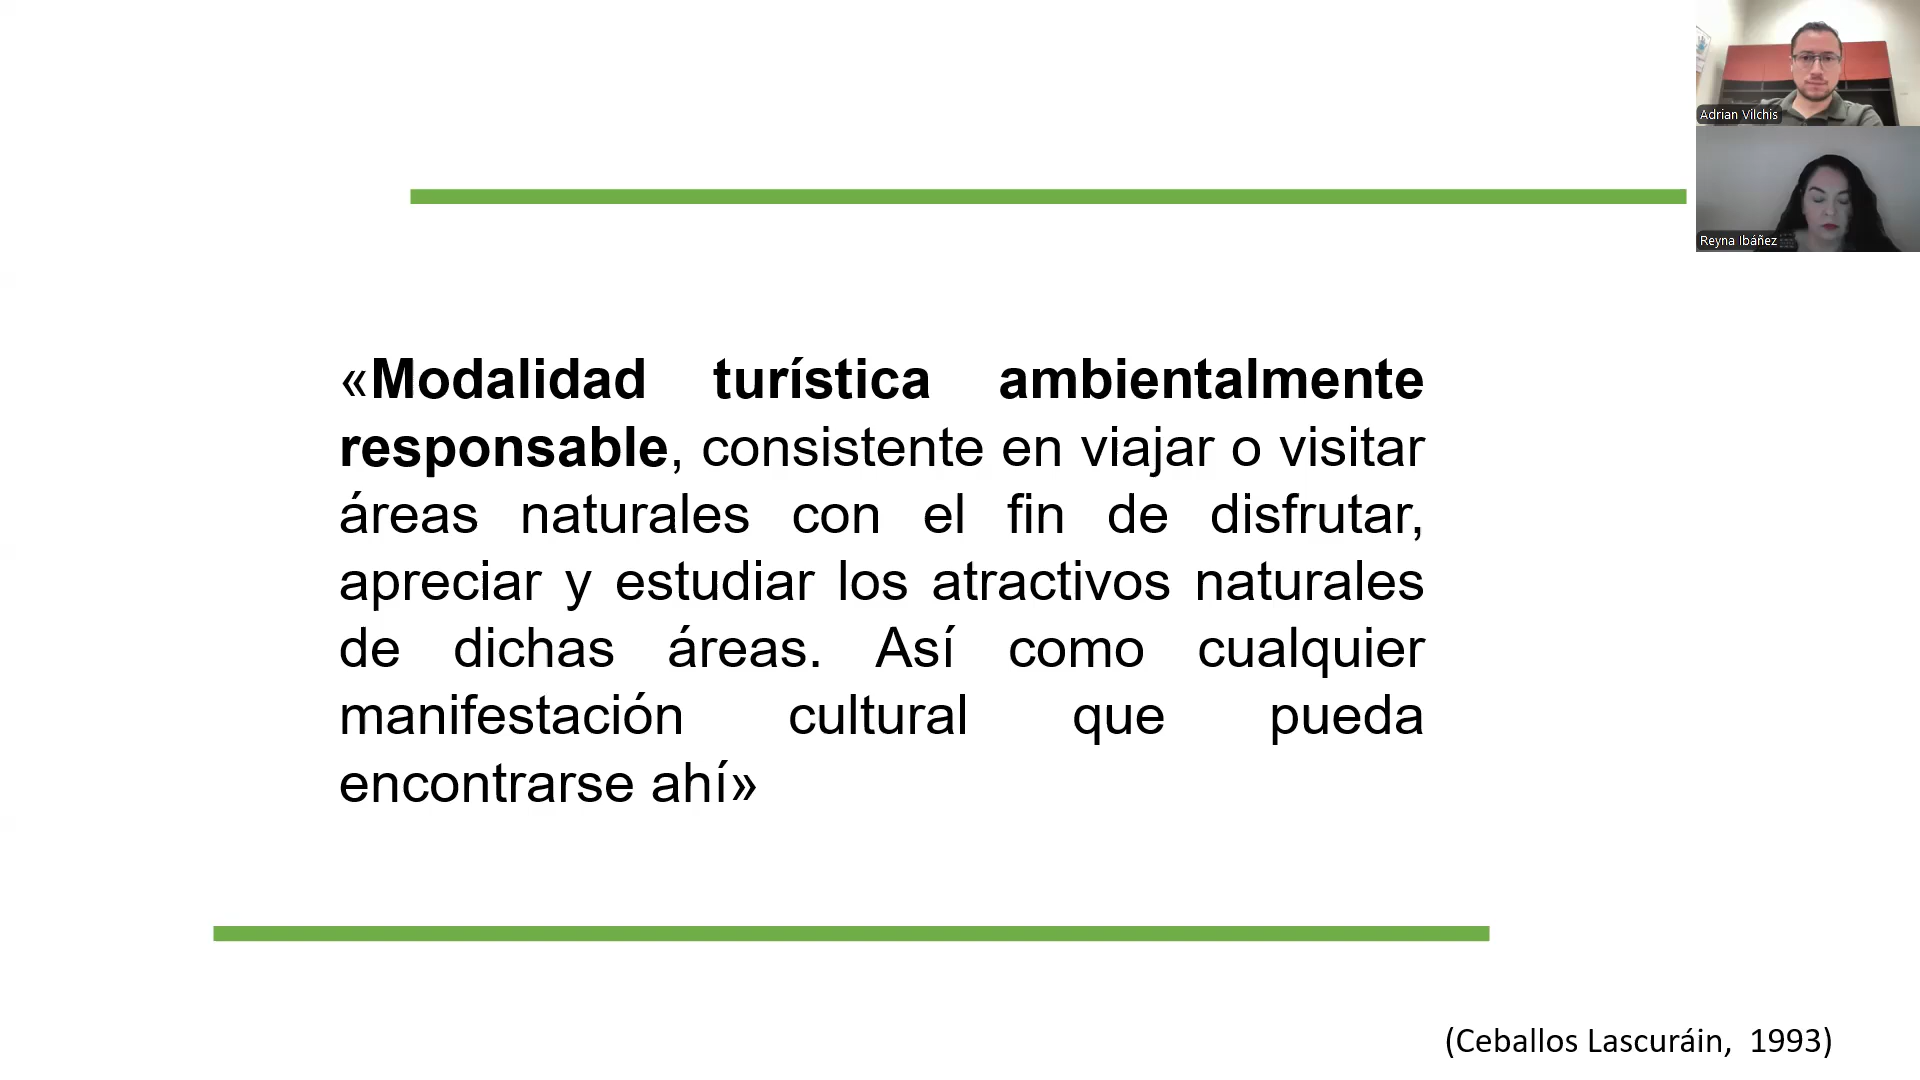 Adrian Vilchis
Reyna Ibáñez
«Modalidad turística ambientalmente
responsable, consistente en viajar o visitar
áreas naturales con el fin de disfrutar,
apreciar y estudiar los atractivos naturales
de dichas áreas. Así como cualquier
manifestación cultural que pueda
encontrarse ahí»
(Ceballos Lascuráin, 1993)